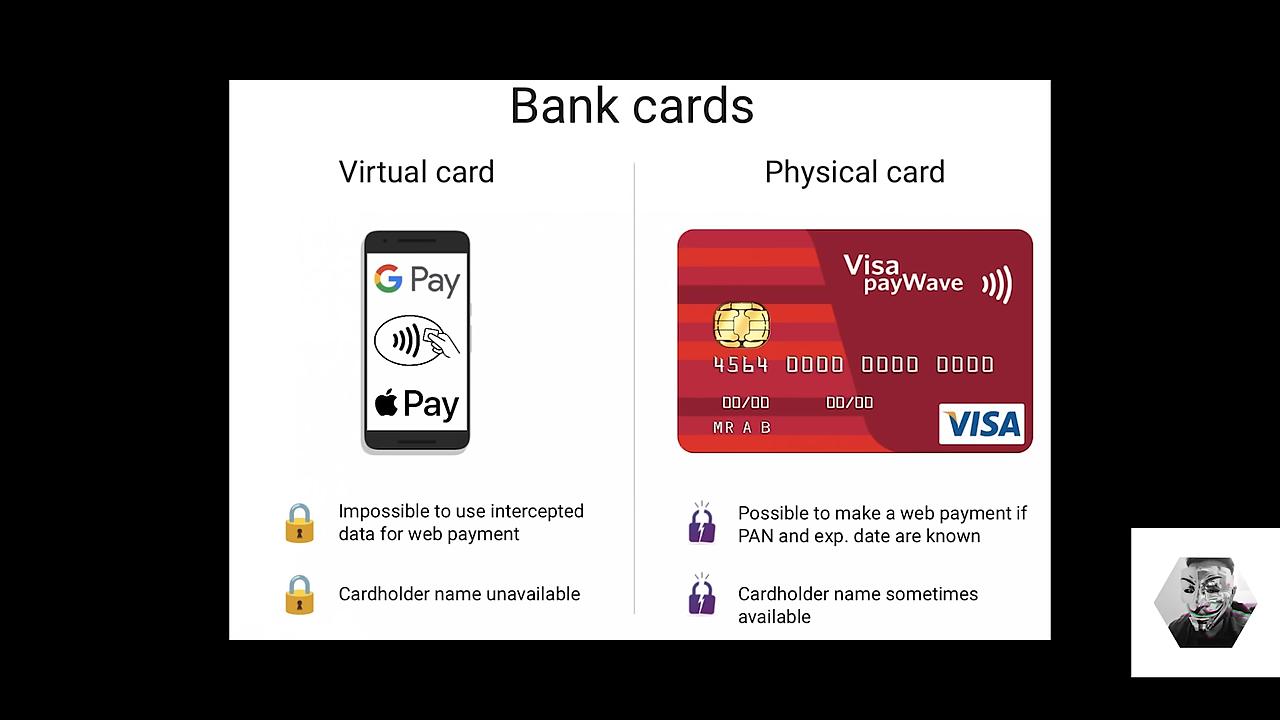 Bank cards
Virtual card
G Pay
Pay
Impossible to use intercepted
data for web payment
Cardholder name unavailable
Physical card
Visa
payWave
4564 0000 0000 0000
00/00 00/00
MR A B
VISA
Possible to make a web payment if
PAN and exp. date are known
Cardholder name sometimes
available